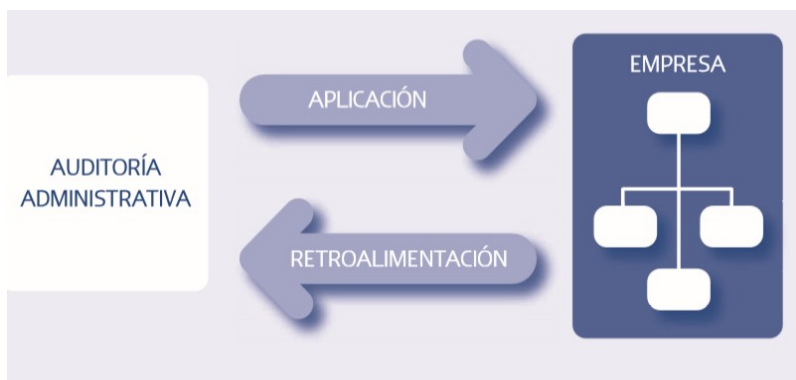 AUDITORÍA
ADMINISTRATIVA
APLICACIÓN
RETROALIMENTACIÓN
EMPRESA